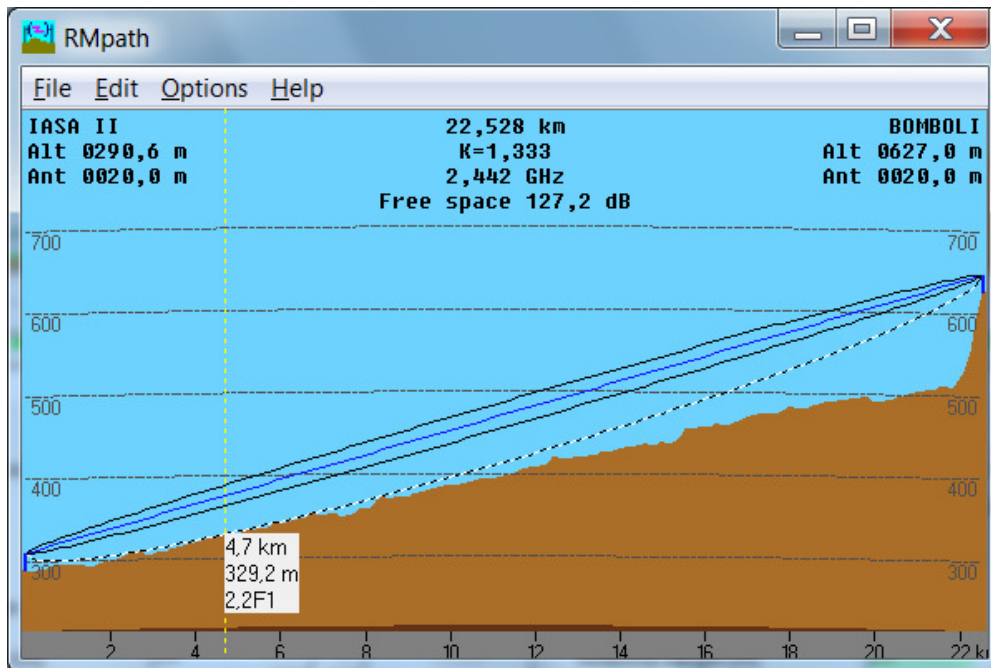 RMpath
File Edit Options Help
IASA II 22,528 km BOMBOLI
Alt 0290,6 m K=1,333 Alt 0627,0 m
Ant 0020,0 m 2,442 GHz Ant 0020,0 m
Free space 127,2 dB
700 700
600 600
500 500
400 400
300 300
4,7 km
329,2 m
2,2F1
2 4 6 8 10 12 14 16 18 20 22 k